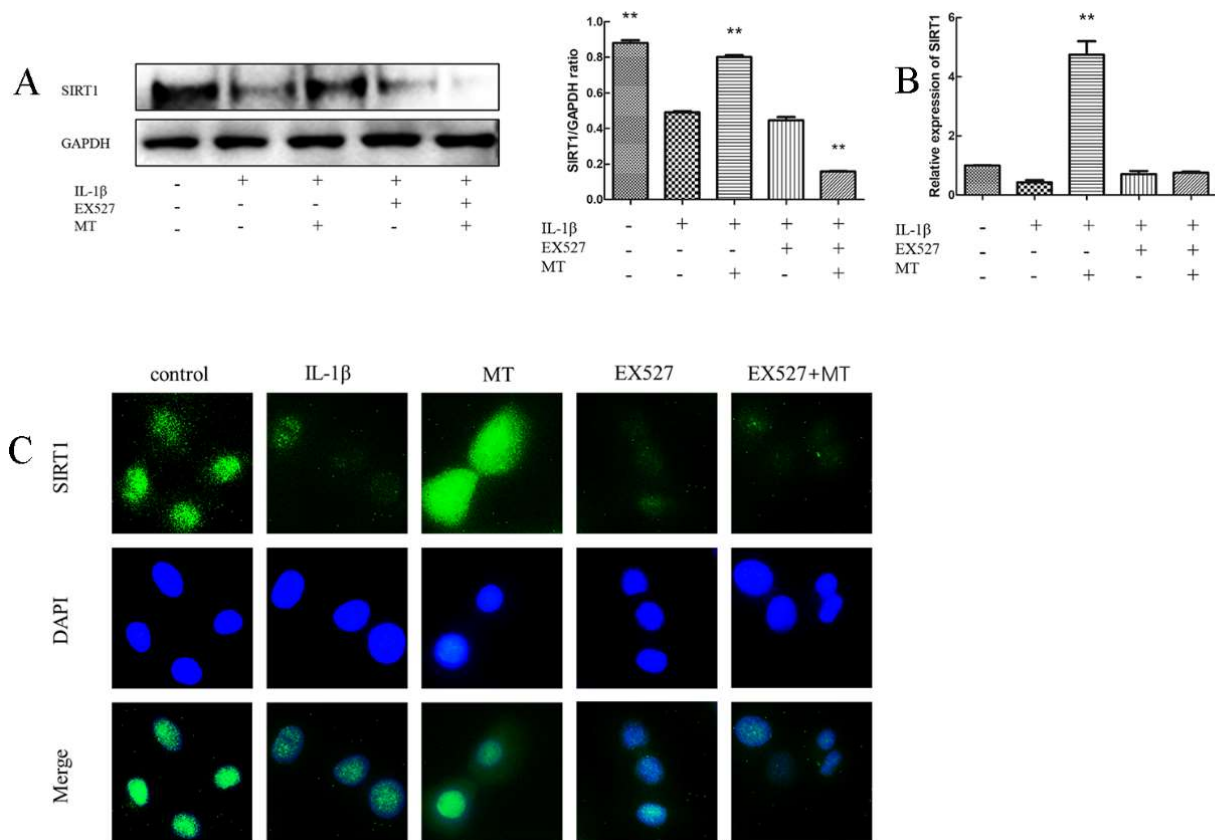 A
SIRT1
GAPDH
IL-1β - + + + +
EX527 - - - + +
MT - - + - +
SIRT1/GAPDH ratio
1.0
0.8
0.6
0.4
0.2
0.0
** ** **
IL-1β - + + + +
EX527 - - - + +
MT - - + - +
B
Relative expression of SIRT1
6
4
2
0
**
IL-1β - + + + +
EX527 - - - + +
MT - - + - +
C
control IL-1β MT EX527 EX527+MT
SIRT1
DAPI
Merge